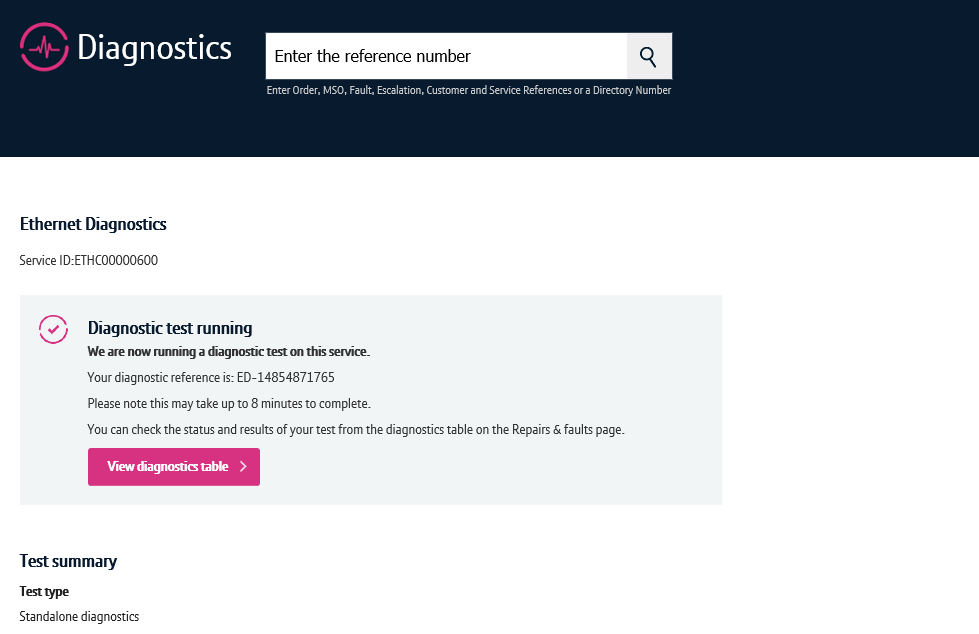 Diagnostics
Enter the reference number
Enter Order, MSO, Fault, Escalation, Customer and Service References or a Directory Number
Ethernet Diagnostics
Service ID:ETHC00000600
Diagnostic test running
We are now running a diagnostic test on this service.
Your diagnostic reference is: ED-14854871765
Please note this may take up to 8 minutes to complete.
You can check the status and results of your test from the diagnostics table on the Repairs & faults page.
View diagnostics table
Test summary
Test type
Standalone diagnostics